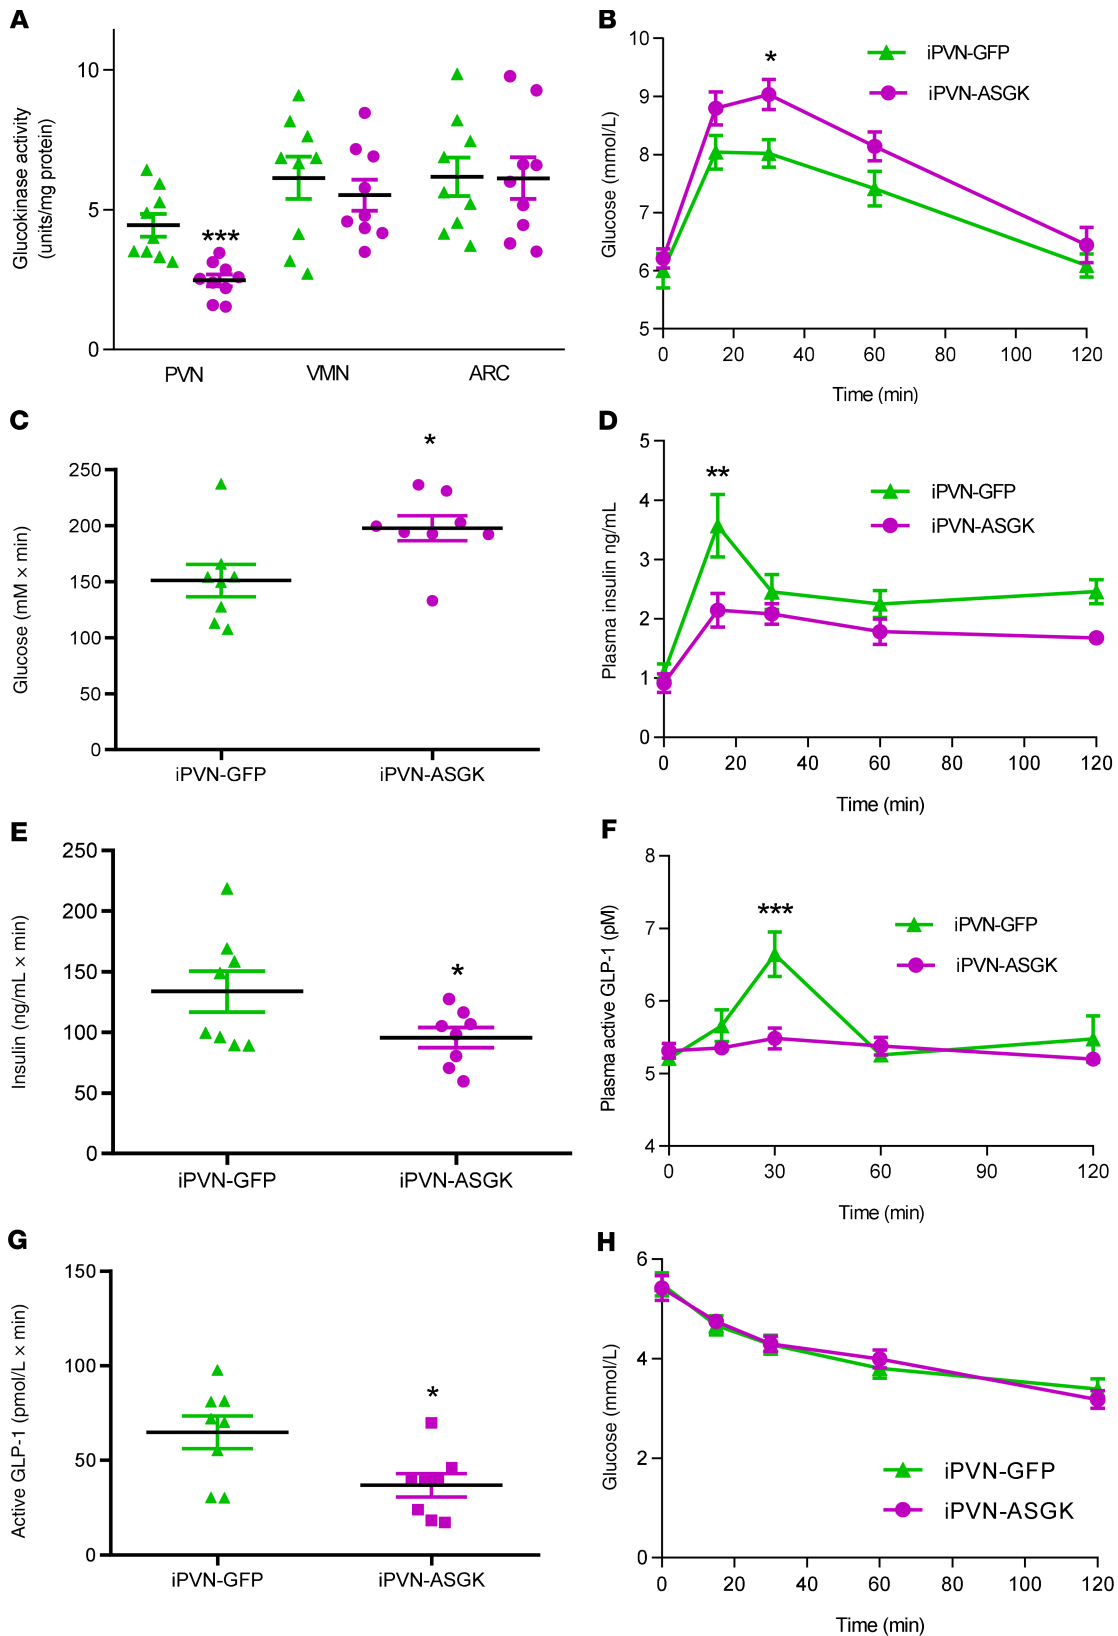 A
Glucokinase activity
(units/mg protein)
10
5
0
***
PVN
VMN
ARC
B
Glucose (mmol/L)
10
9
8
7
6
5
*
iPVN-GFP
iPVN-ASGK
0 20 40 60 80 100 120
Time (min)
C
Glucose (mM × min)
250
200
150
100
50
0
*
iPVN-GFP
iPVN-ASGK
D
Plasma insulin ng/mL
5
4
3
2
1
0
**
iPVN-GFP
iPVN-ASGK
0 20 40 60 80 100 120
Time (min)
E
Insulin (ng/mL × min)
250
200
150
100
50
0
*
iPVN-GFP
iPVN-ASGK
F
Plasma active GLP-1 (pM)
8
7
6
5
4
***
iPVN-GFP
iPVN-ASGK
0 30 60 90 120
Time (min)
G
Active GLP-1 (pmol/L × min)
150
100
50
0
*
iPVN-GFP
iPVN-ASGK
H
Glucose (mmol/L)
6
4
2
0
iPVN-GFP
iPVN-ASGK
0 20 40 60 80 100 120
Time (min)